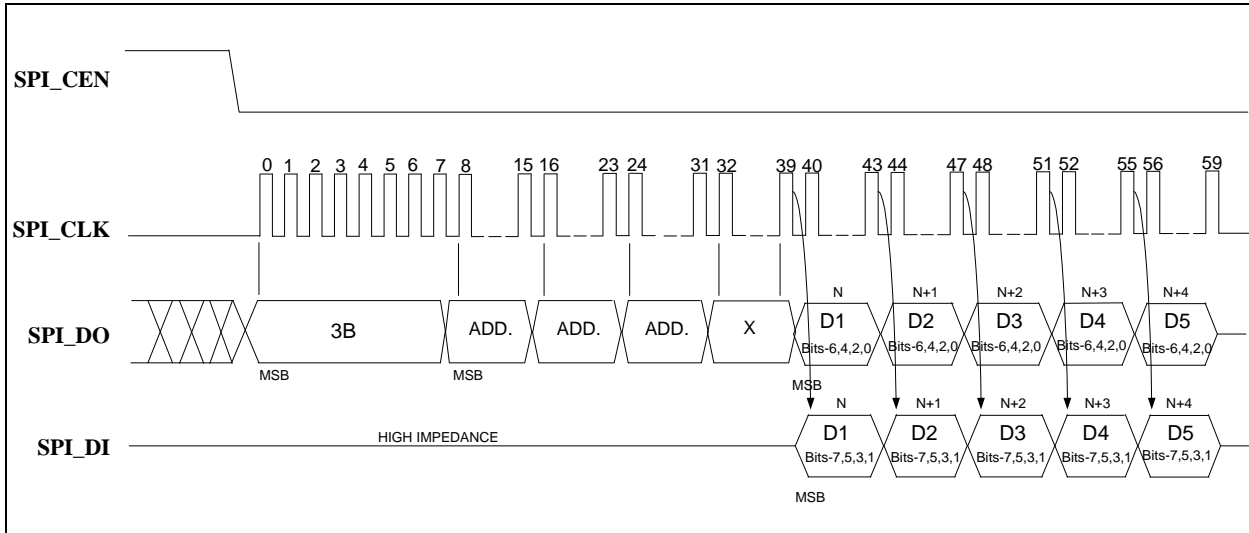 SPI_CEN
0 1 2 3 4 5 6 7 8 15 16 23 24 31 32 39 40 43 44 47 48 51 52 55 56 59
SPI_CLK
N N+1 N+2 N+3 N+4
SPI_DO 3B ADD. ADD. ADD. X D1 D2 D3 D4 D5
Bits-6,4,2,0 Bits-6,4,2,0 Bits-6,4,2,0 Bits-6,4,2,0 Bits-6,4,2,0
MSB MSB MSB
N N+1 N+2 N+3 N+4
SPI_DI HIGH IMPEDANCE D1 D2 D3 D4 D5
Bits-7,5,3,1 Bits-7,5,3,1 Bits-7,5,3,1 Bits-7,5,3,1 Bits-7,5,3,1
MSB